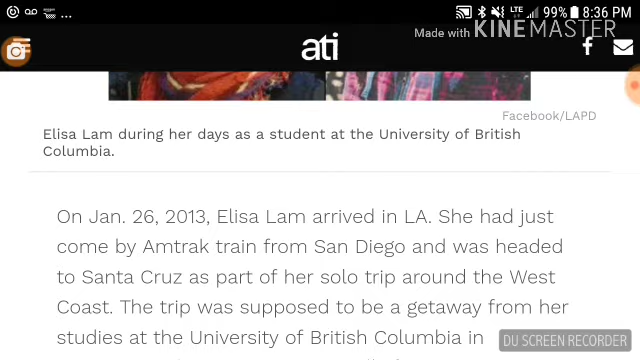 LTE 99% 8:36 PM
Made with KINEMASTER
ati
Facebook/LAPD
Elisa Lam during her days as a student at the University of British
Columbia.
On Jan. 26, 2013, Elisa Lam arrived in LA. She had just
come by Amtrak train from San Diego and was headed
to Santa Cruz as part of her solo trip around the West
Coast. The trip was supposed to be a getaway from her
studies at the University of British Columbia in
DU SCREEN RECORDER